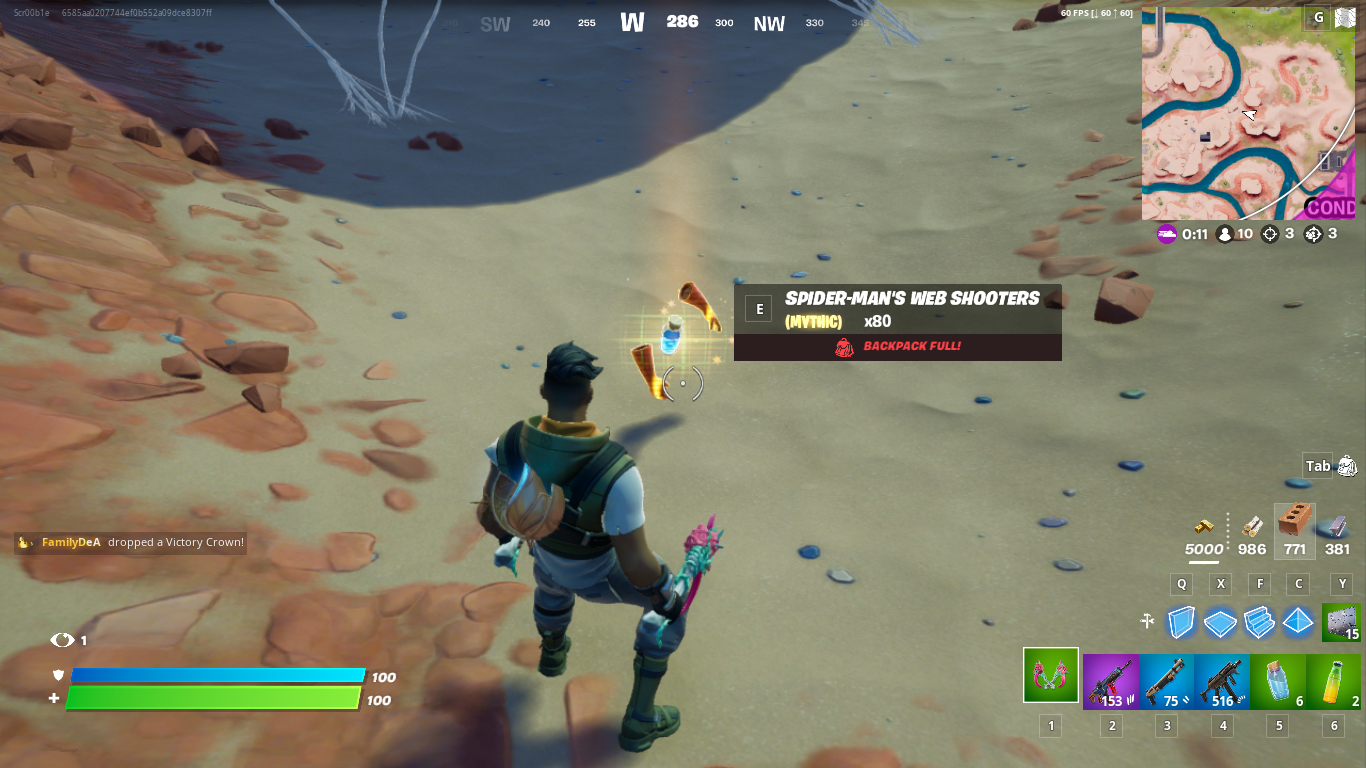 Scr00b1e 6585aa0207744ef0b552a09dce8307ff
SW 240 255 W 286 300 NW 330 345
60 FPS [↓ 60 ↑ 60]
G
COND
0:11 10 3 3
E SPIDER-MAN'S WEB SHOOTERS
(MYTHIC) x80
BACKPACK FULL!
Tab
FamilyDeA dropped a Victory Crown!
5000 986 771 381
Q X F C Y
15
1
100
100
153 75 516 6 2
1 2 3 4 5 6